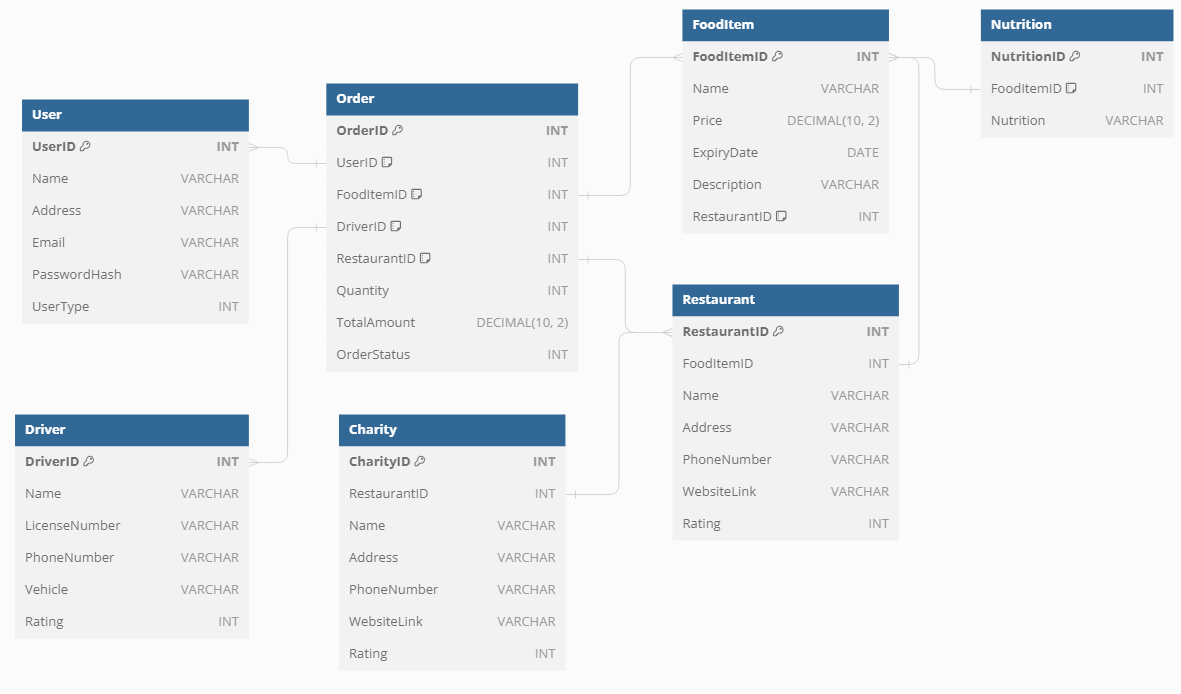 User
UserID INT
Name VARCHAR
Address VARCHAR
Email VARCHAR
PasswordHash VARCHAR
UserType INT
Order
OrderID INT
UserID INT
FoodItemID INT
DriverID INT
RestaurantID INT
Quantity INT
TotalAmount DECIMAL(10, 2)
OrderStatus INT
FoodItem
FoodItemID INT
Name VARCHAR
Price DECIMAL(10, 2)
ExpiryDate DATE
Description VARCHAR
RestaurantID INT
Nutrition
NutritionID INT
FoodItemID INT
Nutrition VARCHAR
Driver
DriverID INT
Name VARCHAR
LicenseNumber VARCHAR
PhoneNumber VARCHAR
Vehicle VARCHAR
Rating INT
Charity
CharityID INT
RestaurantID INT
Name VARCHAR
Address VARCHAR
PhoneNumber VARCHAR
WebsiteLink VARCHAR
Rating INT
Restaurant
RestaurantID INT
FoodItemID INT
Name VARCHAR
Address VARCHAR
PhoneNumber VARCHAR
WebsiteLink VARCHAR
Rating INT